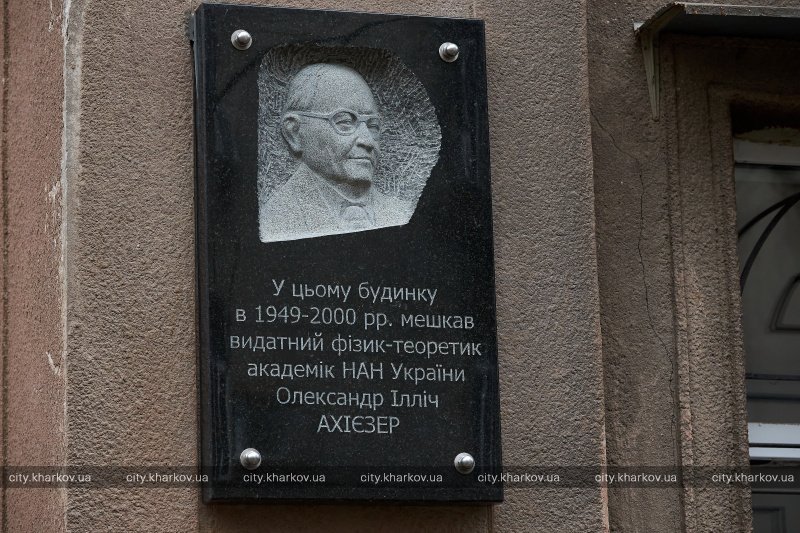 У цьому будинку
в 1949-2000 рр. мешкав
видатний фізик-теоретик
академік НАН України
Олександр Ілліч
АХІЄЗЕР
city.kharkov.ua city.kharkov.ua city.kharkov.ua city.kharkov.ua city.kharkov.ua city.kharkov.ua city.kharkov.ua